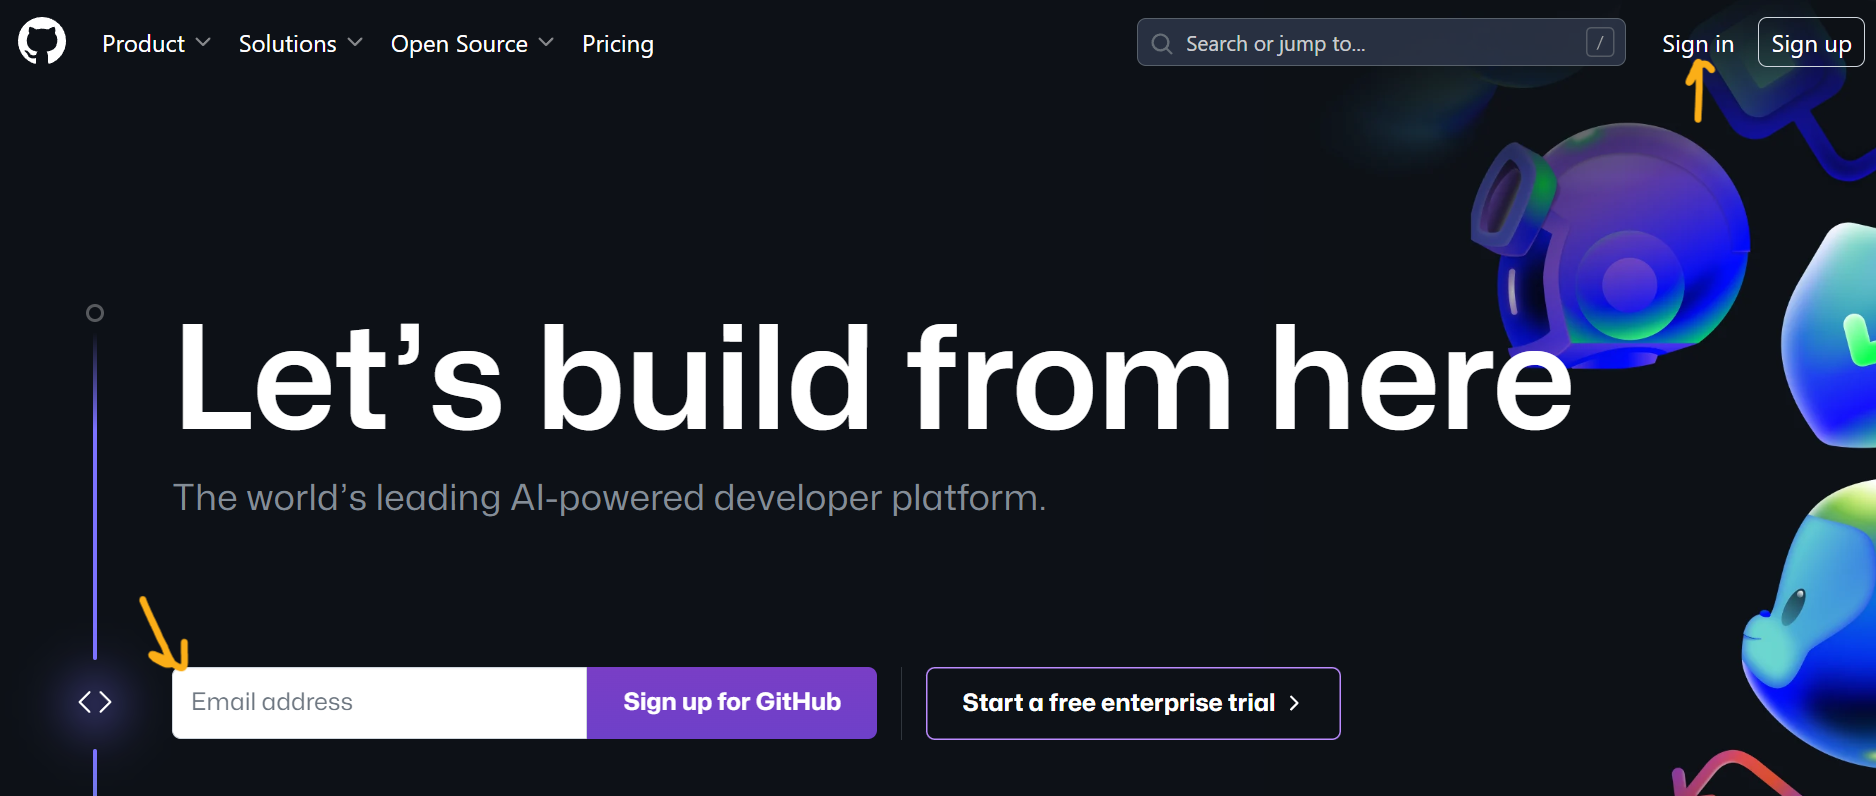 Product Solutions Open Source Pricing Search or jump to... / Sign in Sign up
Let’s build from here
The world’s leading AI-powered developer platform.
Email address Sign up for GitHub Start a free enterprise trial